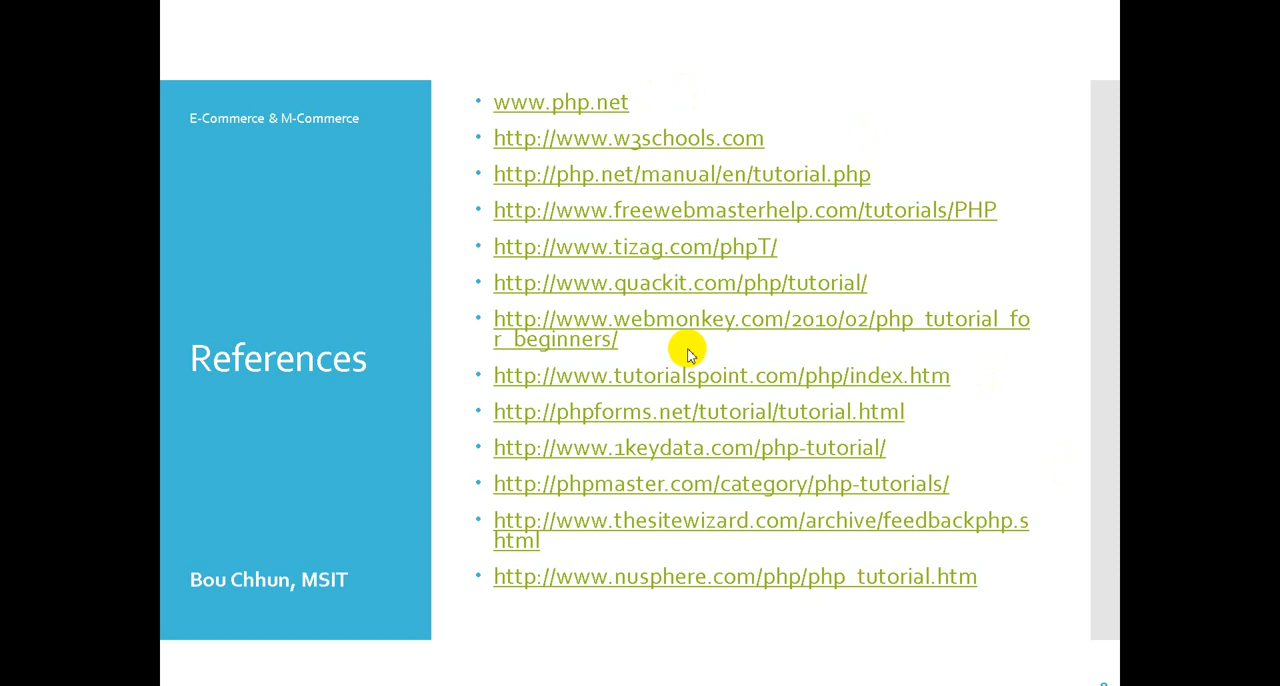 E-Commerce & M-Commerce
References
Bou Chhun, MSIT
• www.php.net
• http://www.w3schools.com
• http://php.net/manual/en/tutorial.php
• http://www.freewebmasterhelp.com/tutorials/PHP
• http://www.tizag.com/phpT/
• http://www.quackit.com/php/tutorial/
• http://www.webmonkey.com/2010/02/php_tutorial_fo
r_beginners/
• http://www.tutorialspoint.com/php/index.htm
• http://phpforms.net/tutorial/tutorial.html
• http://www.1keydata.com/php-tutorial/
• http://phpmaster.com/category/php-tutorials/
• http://www.thesitewizard.com/archive/feedbackphp.s
html
• http://www.nusphere.com/php/php_tutorial.htm